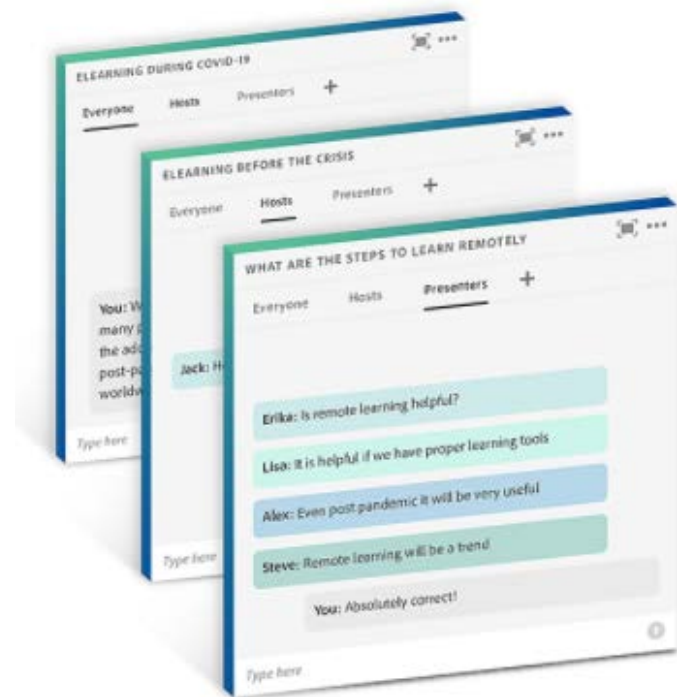 ELEARNING DURING COVID-19
Everyone Hosts Presenters +
You: W
many p
the ado
post-pa
worldw
Type here
ELEARNING BEFORE THE CRISIS
Everyone Hosts Presenters +
Jack: H
Type here
WHAT ARE THE STEPS TO LEARN REMOTELY
Everyone Hosts Presenters +
Erika: Is remote learning helpful?
Lisa: It is helpful if we have proper learning tools
Alex: Even post pandemic it will be very useful
Steve: Remote learning will be a trend
You: Absolutely correct!
Type here